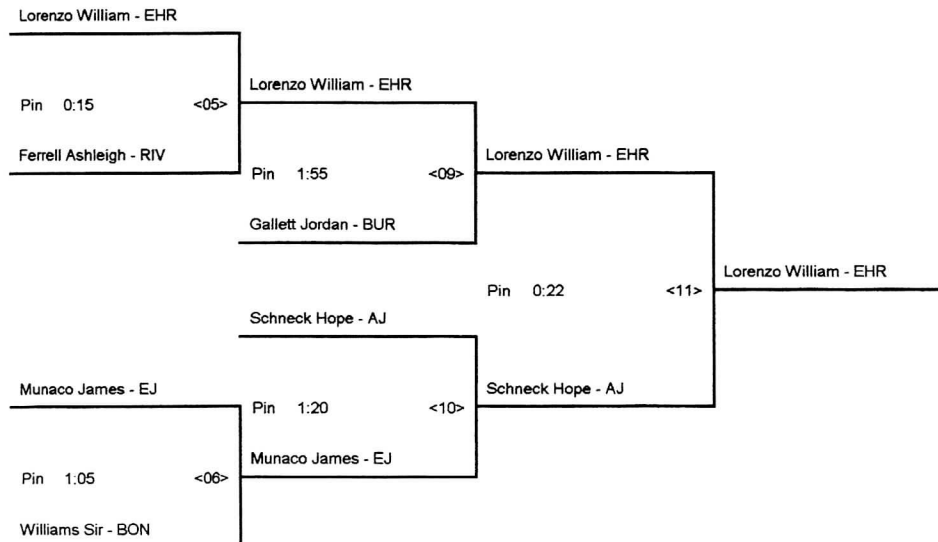 Lorenzo William - EHR
Lorenzo William - EHR
Pin 0:15 <05>
Ferrell Ashleigh - RIV
Lorenzo William - EHR
Pin 1:55 <09>
Gallett Jordan - BUR
Lorenzo William - EHR
Pin 0:22 <11>
Schneck Hope - AJ
Munaco James - EJ
Schneck Hope - AJ
Pin 1:20 <10>
Munaco James - EJ
Pin 1:05 <06>
Williams Sir - BON